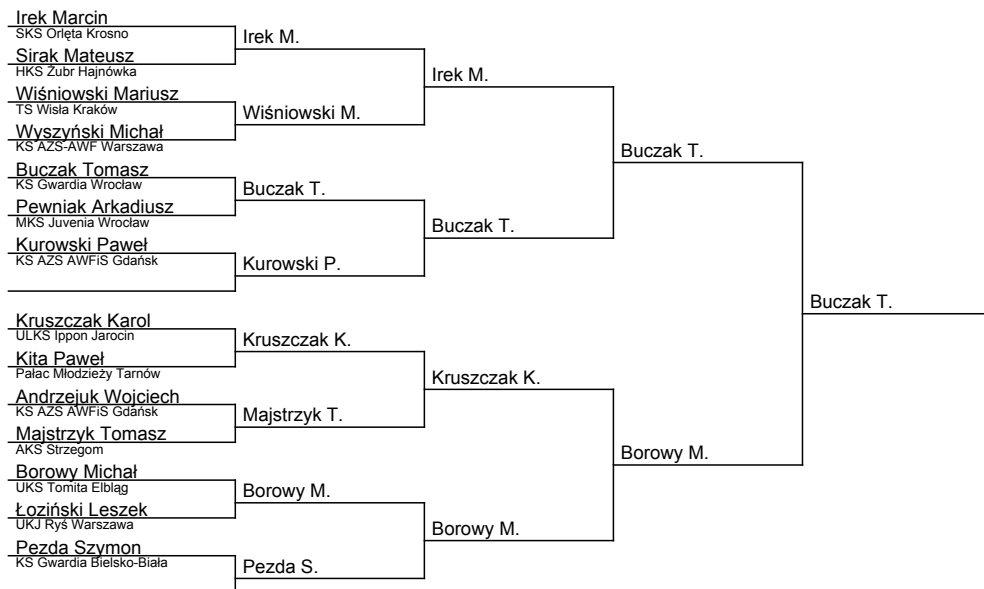 Irek Marcin
SKS Orlęta Krosno
Irek M.
Sirak Mateusz
HKS Żubr Hajnówka
Irek M.
Wiśniowski Mariusz
TS Wisła Kraków
Wiśniowski M.
Wyszyński Michał
KS AZS-AWF Warszawa
Buczak T.
Buczak Tomasz
KS Gwardia Wrocław
Buczak T.
Pewniak Arkadiusz
MKS Juvenia Wrocław
Buczak T.
Kurowski Paweł
KS AZS AWFiS Gdańsk
Kurowski P.
Buczak T.
Kruszczak Karol
ULKS Ippon Jarocin
Kruszczak K.
Kita Paweł
Pałac Młodzieży Tarnów
Kruszczak K.
Andrzejuk Wojciech
KS AZS AWFiS Gdańsk
Majstrzyk T.
Majstrzyk Tomasz
AKS Strzegom
Borowy M.
Borowy Michał
UKS Tomita Elbląg
Borowy M.
Łoziński Leszek
UKJ Ryś Warszawa
Borowy M.
Pezda Szymon
KS Gwardia Bielsko-Biała
Pezda S.